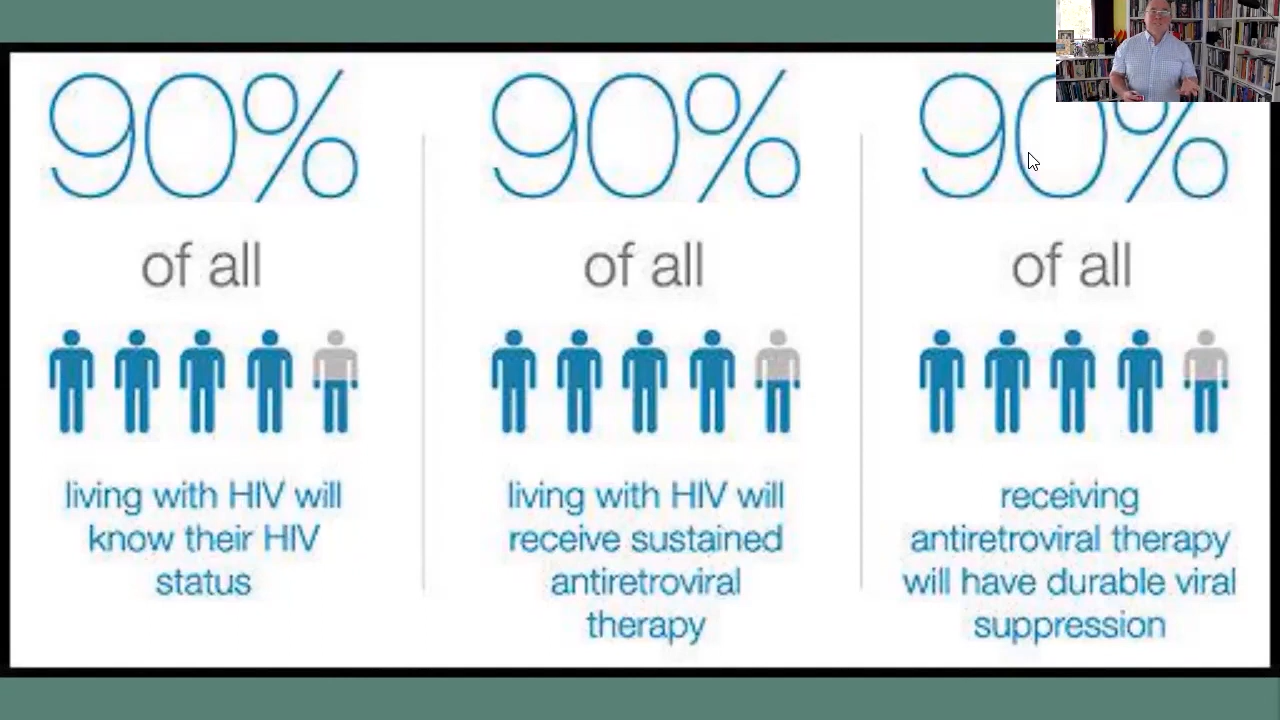 90%
of all
living with HIV will
know their HIV
status
90%
of all
living with HIV will
receive sustained
antiretroviral
therapy
90%
of all
receiving
antiretroviral therapy
will have durable viral
suppression